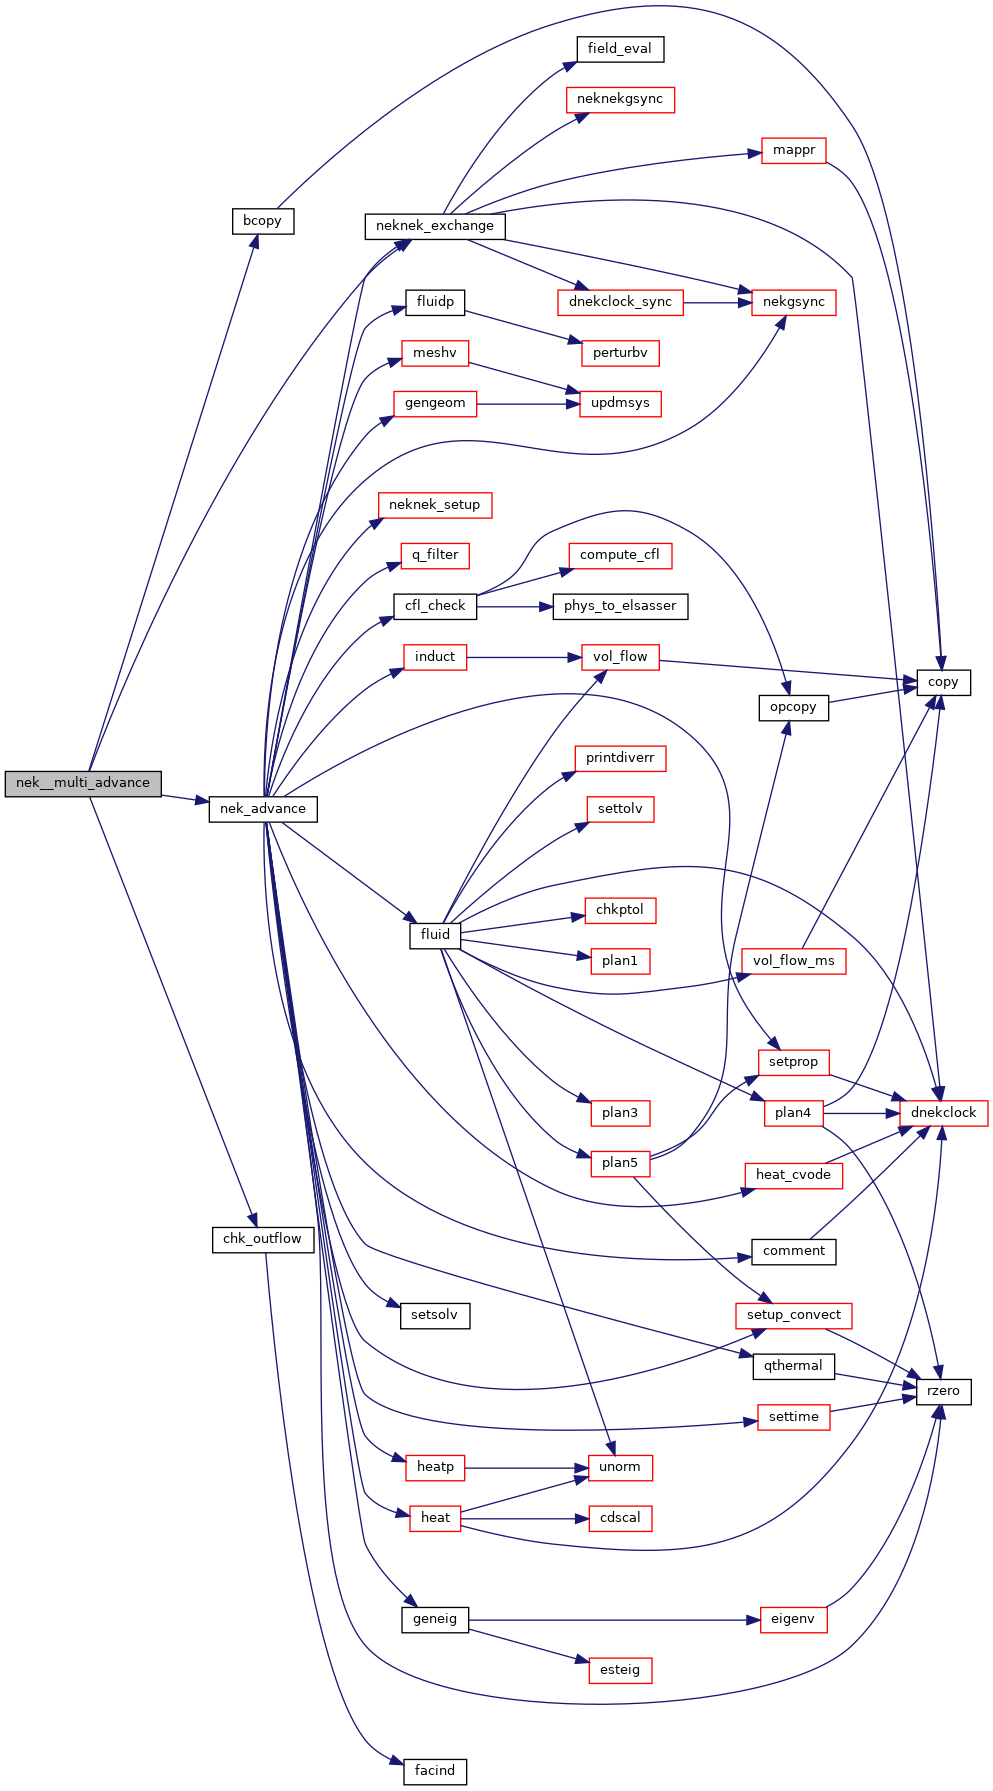 field_eval
neknekgsync
mappr
bcopy
neknek_exchange
fluidp
dnekclock_sync
nekgsync
meshv
perturbv
gengeom
updmsys
neknek_setup
q_filter
compute_cfl
cfl_check
phys_to_elsasser
induct
vol_flow
copy
opcopy
nek__multi_advance
nek_advance
printdiverr
settolv
chkptol
fluid
plan1
vol_flow_ms
setprop
plan3
plan4
dnekclock
plan5
heat_cvode
chk_outflow
comment
setsolv
setup_convect
qthermal
rzero
settime
heatp
unorm
heat
cdscal
geneig
eigenv
esteig
facind